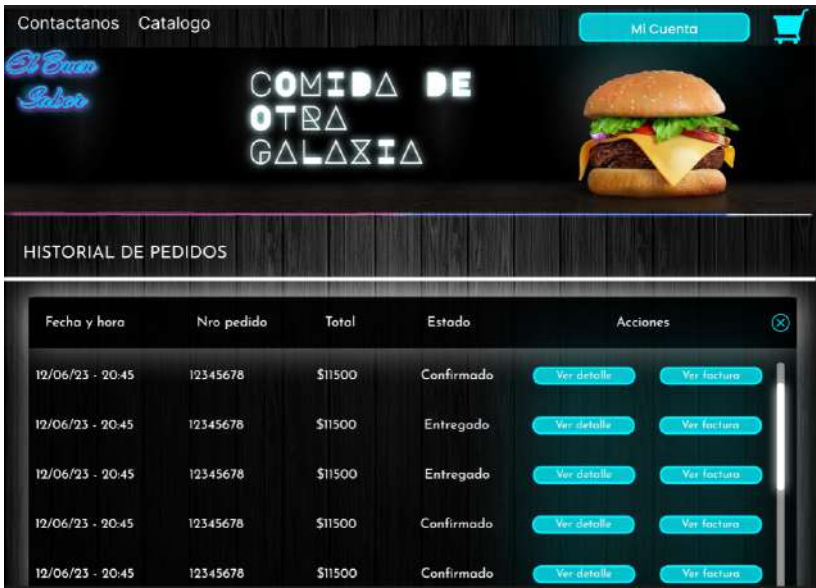 Contactanos Catalogo
Mi Cuenta
El Buen
Sabor
COMIDA DE
OTRA
GALAXIA
HISTORIAL DE PEDIDOS
Fecha y hora Nro pedido Total Estado Acciones
12/06/23 - 20:45 12345678 $11500 Confirmado Ver detalle Ver factura
12/06/23 - 20:45 12345678 $11500 Entregado Ver detalle Ver factura
12/06/23 - 20:45 12345678 $11500 Entregado Ver detalle Ver factura
12/06/23 - 20:45 12345678 $11500 Confirmado Ver detalle Ver factura
12/06/23 - 20:45 12345678 $11500 Confirmado Ver detalle Ver factura